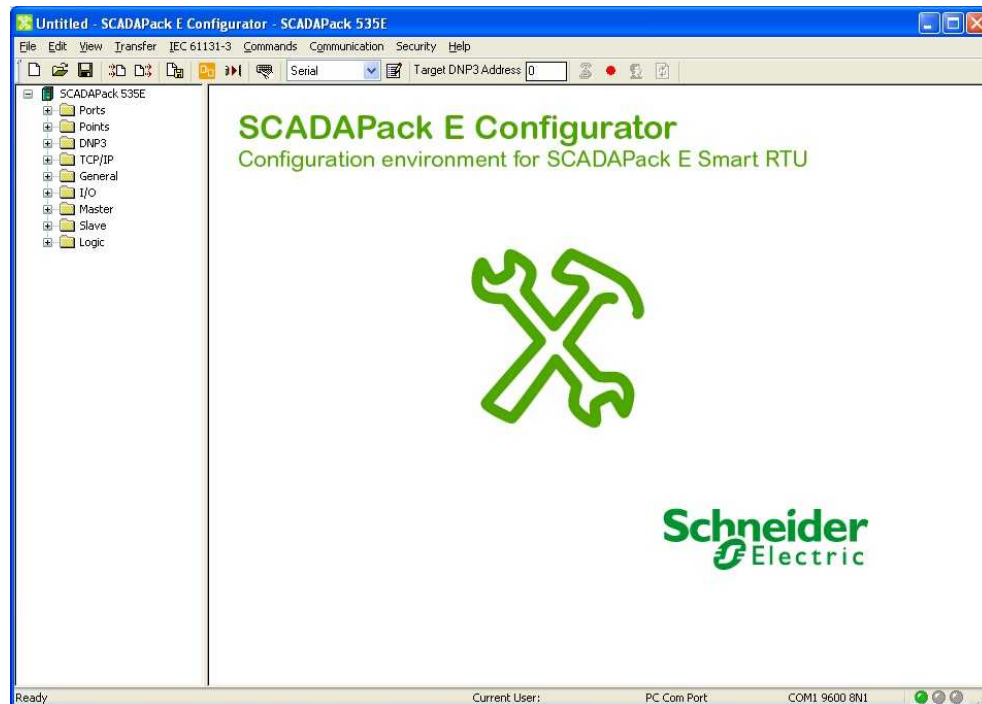 Untitled - SCADAPack E Configurator - SCADAPack 535E
File Edit View Transfer IEC 61131-3 Commands Communication Security Help
Serial Target DNP3 Address 0
SCADAPack 535E
Ports
Points
DNP3
TCP/IP
General
I/O
Master
Slave
Logic
SCADAPack E Configurator
Configuration environment for SCADAPack E Smart RTU
Schneider
Electric
Ready Current User: PC Com Port COM1 9600 8N1